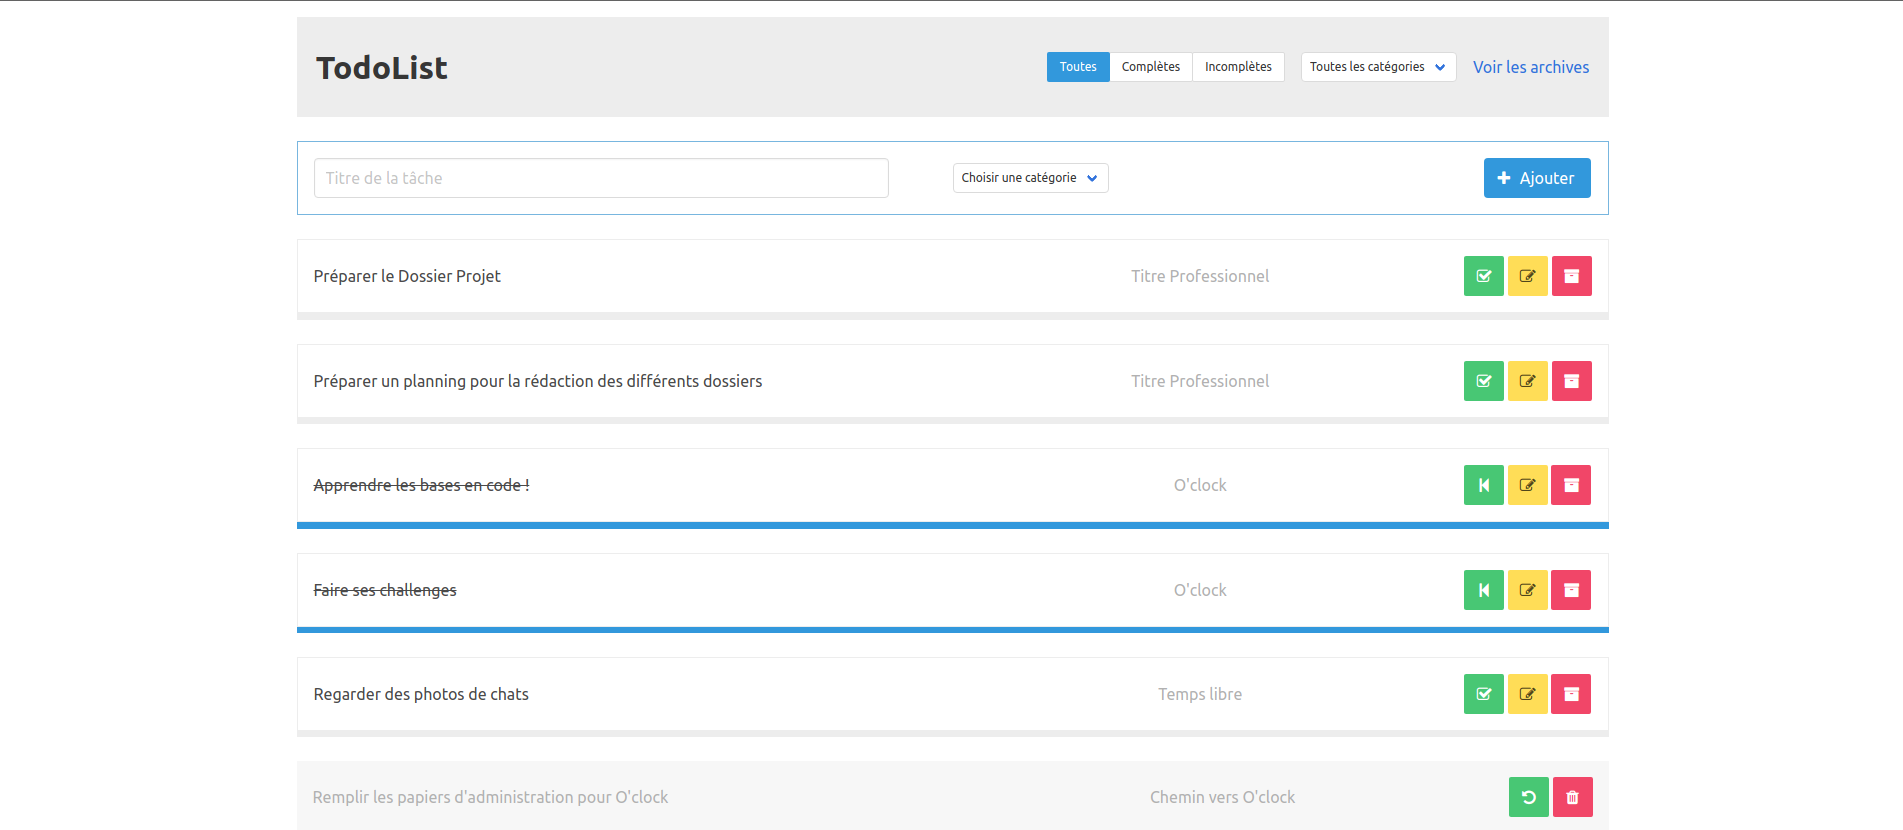 TodoList
Toutes Complètes Incomplètes Toutes les catégories Voir les archives
Titre de la tâche Choisir une catégorie Ajouter
Préparer le Dossier Projet Titre Professionnel
Préparer un planning pour la rédaction des différents dossiers Titre Professionnel
Apprendre les bases en code ! O'clock
Faire ses challenges O'clock
Regarder des photos de chats Temps libre
Remplir les papiers d'administration pour O'clock Chemin vers O'clock